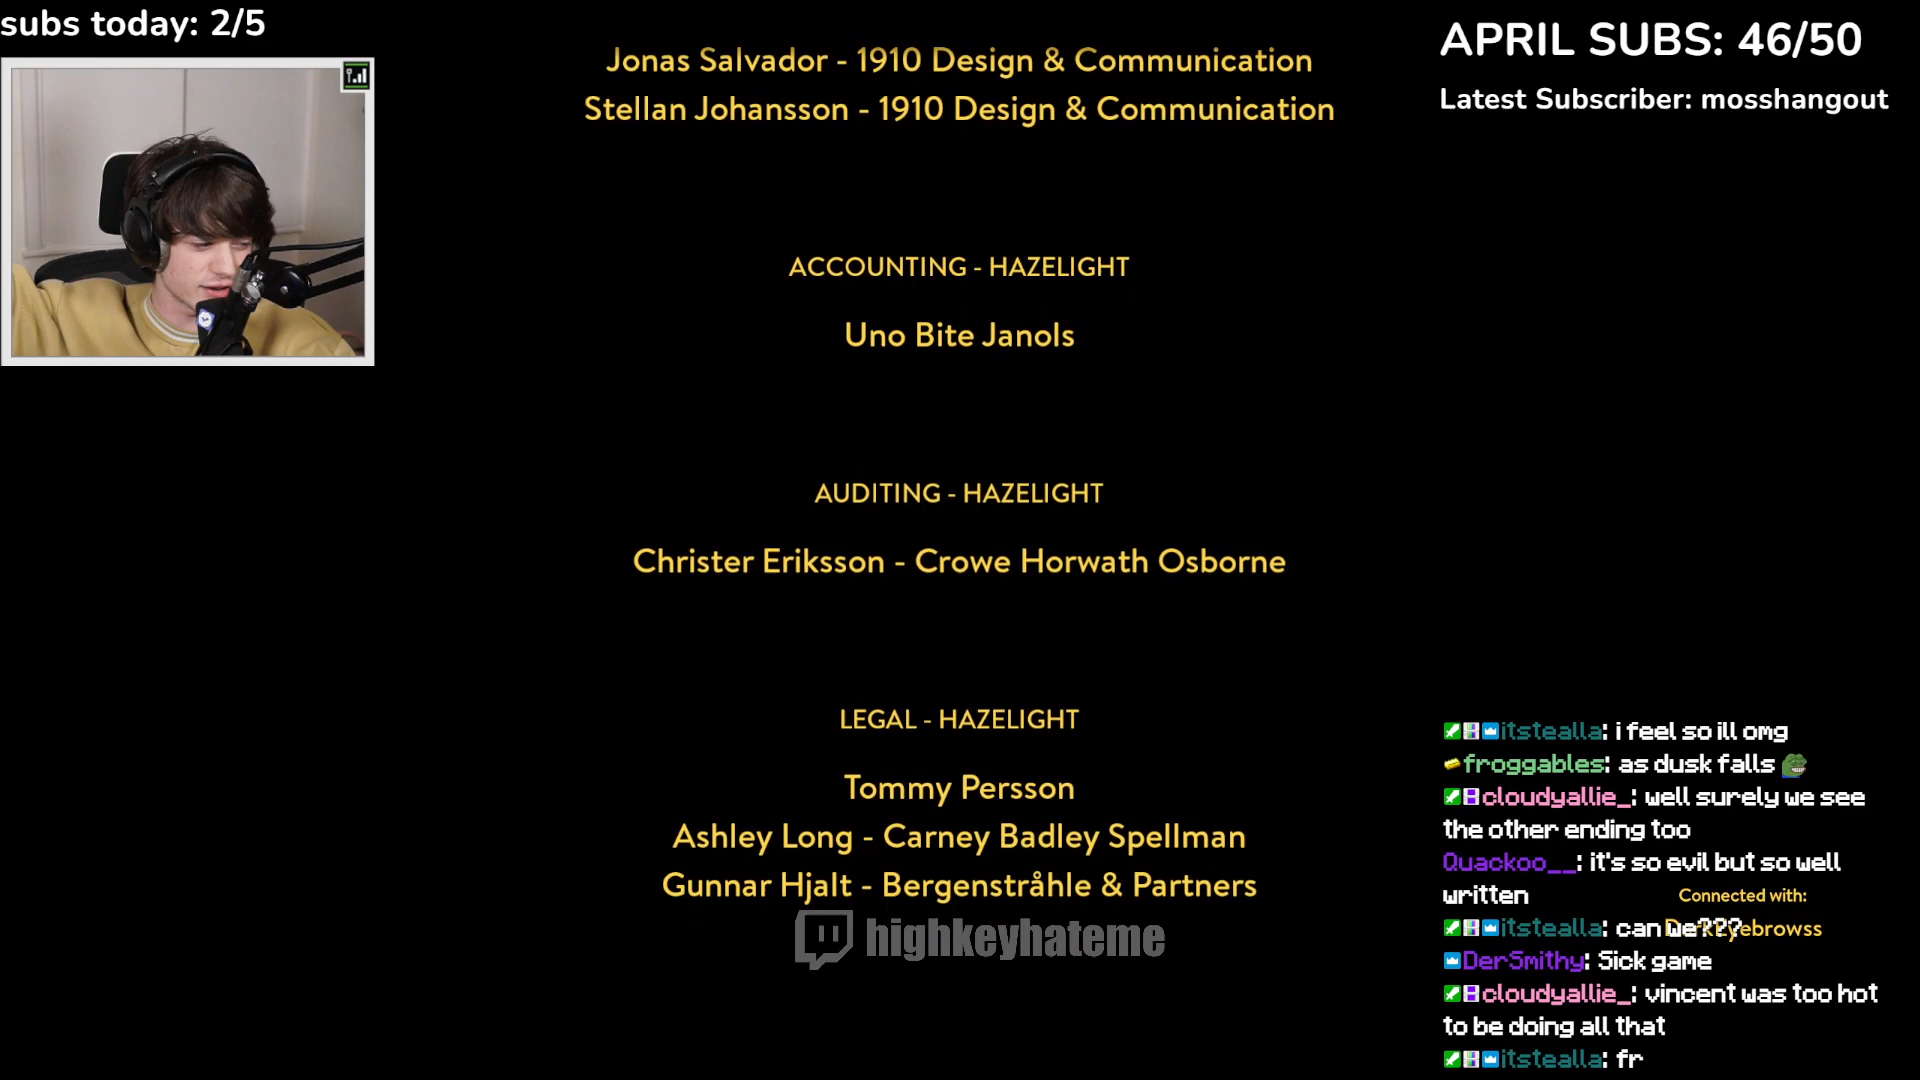 subs today: 2/5
APRIL SUBS: 46/50
Latest Subscriber: mosshangout
Jonas Salvador - 1910 Design & Communication
Stellan Johansson - 1910 Design & Communication
ACCOUNTING - HAZELIGHT
Uno Bite Janols
AUDITING - HAZELIGHT
Christer Eriksson - Crowe Horwath Osborne
LEGAL - HAZELIGHT
Tommy Persson
Ashley Long - Carney Badley Spellman
Gunnar Hjalt - Bergenstråhle & Partners
highkeyhateme
itstealla: i feel so ill omg
froggables: as dusk falls
cloudyallie_: well surely we see
the other ending too
Quackoo__: it's so evil but so well
written
Connected with:
itstealla: can we???
DerSmithy: Sick game
cloudyallie_: vincent was too hot
to be doing all that
itstealla: fr